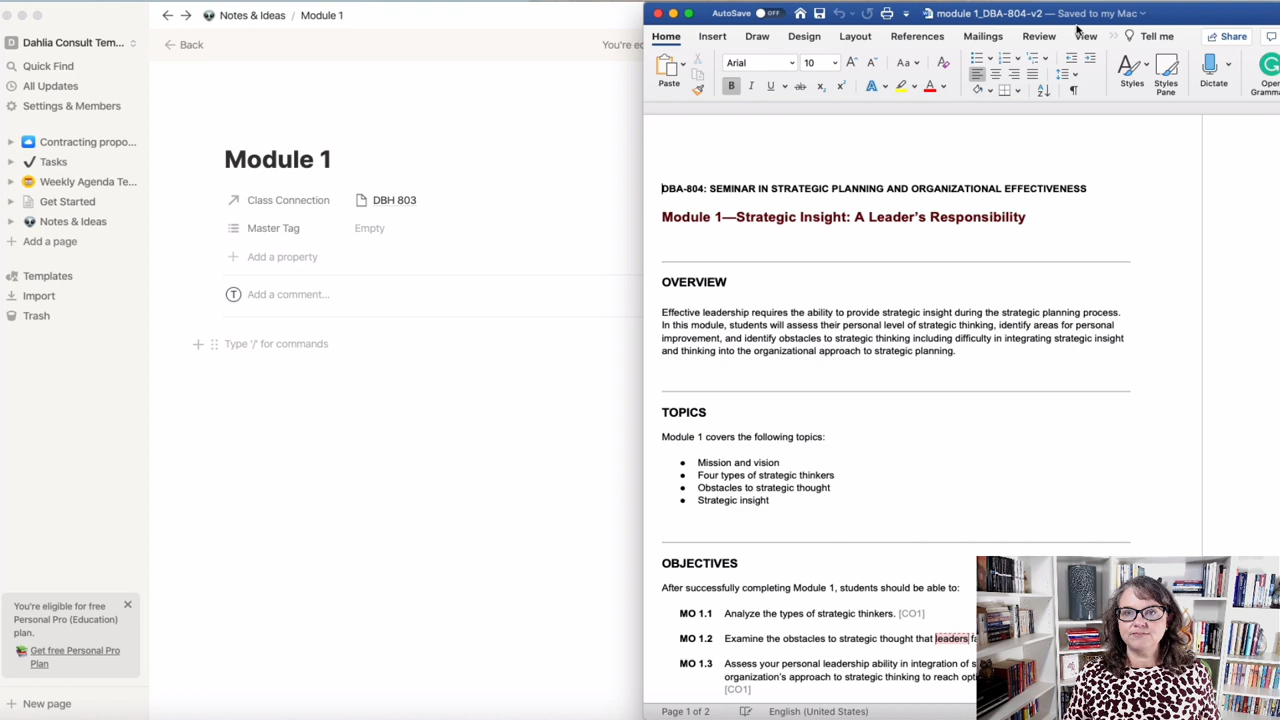 Notes & Ideas / Module 1
AutoSave OFF
module 1_DBA-804-v2 — Saved to my Mac
Dahlia Consult Tem...
Back
You're ec
Home Insert Draw Design Layout References Mailings Review View Tell me Share
Quick Find
All Updates
Settings & Members
Paste
Arial 10
Styles
Styles Pane
Dictate
Open
Gramma
Contracting propo...
Tasks
Weekly Agenda Te...
Get Started
Notes & Ideas
Add a page
Templates
Import
Trash
Module 1
Class Connection DBH 803
Master Tag Empty
Add a property
Add a comment...
Type '/' for commands
DBA-804: SEMINAR IN STRATEGIC PLANNING AND ORGANIZATIONAL EFFECTIVENESS
Module 1—Strategic Insight: A Leader's Responsibility
OVERVIEW
Effective leadership requires the ability to provide strategic insight during the strategic planning process.
In this module, students will assess their personal level of strategic thinking, identify areas for personal
improvement, and identify obstacles to strategic thinking including difficulty in integrating strategic insight
and thinking into the organizational approach to strategic planning.
TOPICS
Module 1 covers the following topics:
● Mission and vision
● Four types of strategic thinkers
● Obstacles to strategic thought
● Strategic insight
OBJECTIVES
After successfully completing Module 1, students should be able to:
MO 1.1 Analyze the types of strategic thinkers. [CO1]
MO 1.2 Examine the obstacles to strategic thought that leaders fa
MO 1.3 Assess your personal leadership ability in integration of s
organization's approach to strategic thinking to reach opti
[CO1]
You're eligible for free
Personal Pro (Education)
plan.
Get free Personal Pro
Plan
New page
Page 1 of 2 English (United States)